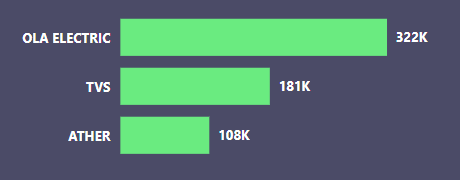 OLA ELECTRIC 322K
TVS 181K
ATHER 108K